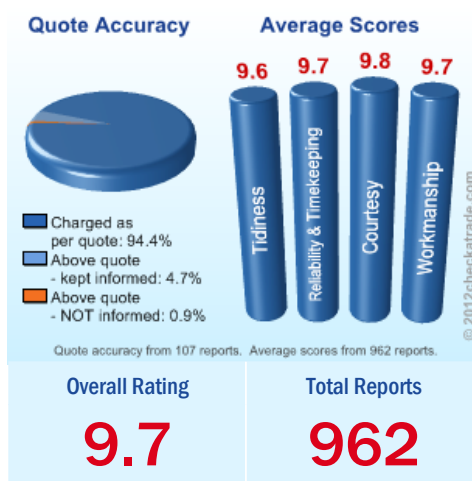 Quote Accuracy
Charged as
per quote: 94.4%
Above quote
- kept informed: 4.7%
Above quote
- NOT informed: 0.9%
Average Scores
9.6
9.7
9.8
9.7
Tidiness
Reliability & Timekeeping
Courtesy
Workmanship
© 2012checkatrade.com
Quote accuracy from 107 reports. Average scores from 962 reports.
Overall Rating
9.7
Total Reports
962